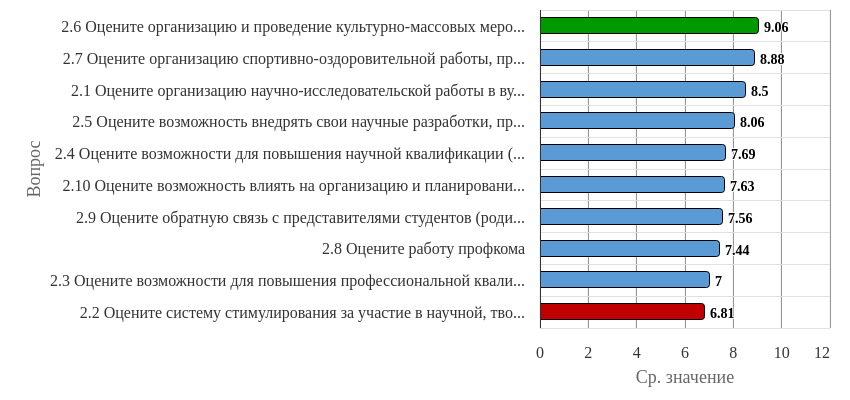 2.6 Оцените организацию и проведение культурно-массовых меро... 9.06
2.7 Оцените организацию спортивно-оздоровительной работы, пр... 8.88
2.1 Оцените организацию научно-исследовательской работы в ву... 8.5
2.5 Оцените возможность внедрять свои научные разработки, пр... 8.06
2.4 Оцените возможности для повышения научной квалификации (... 7.69
2.10 Оцените возможность влиять на организацию и планировани... 7.63
2.9 Оцените обратную связь с представителями студентов (роди... 7.56
2.8 Оцените работу профкома 7.44
2.3 Оцените возможности для повышения профессиональной квали... 7
2.2 Оцените систему стимулирования за участие в научной, тво... 6.81
Вопрос
0 2 4 6 8 10 12
Ср. значение